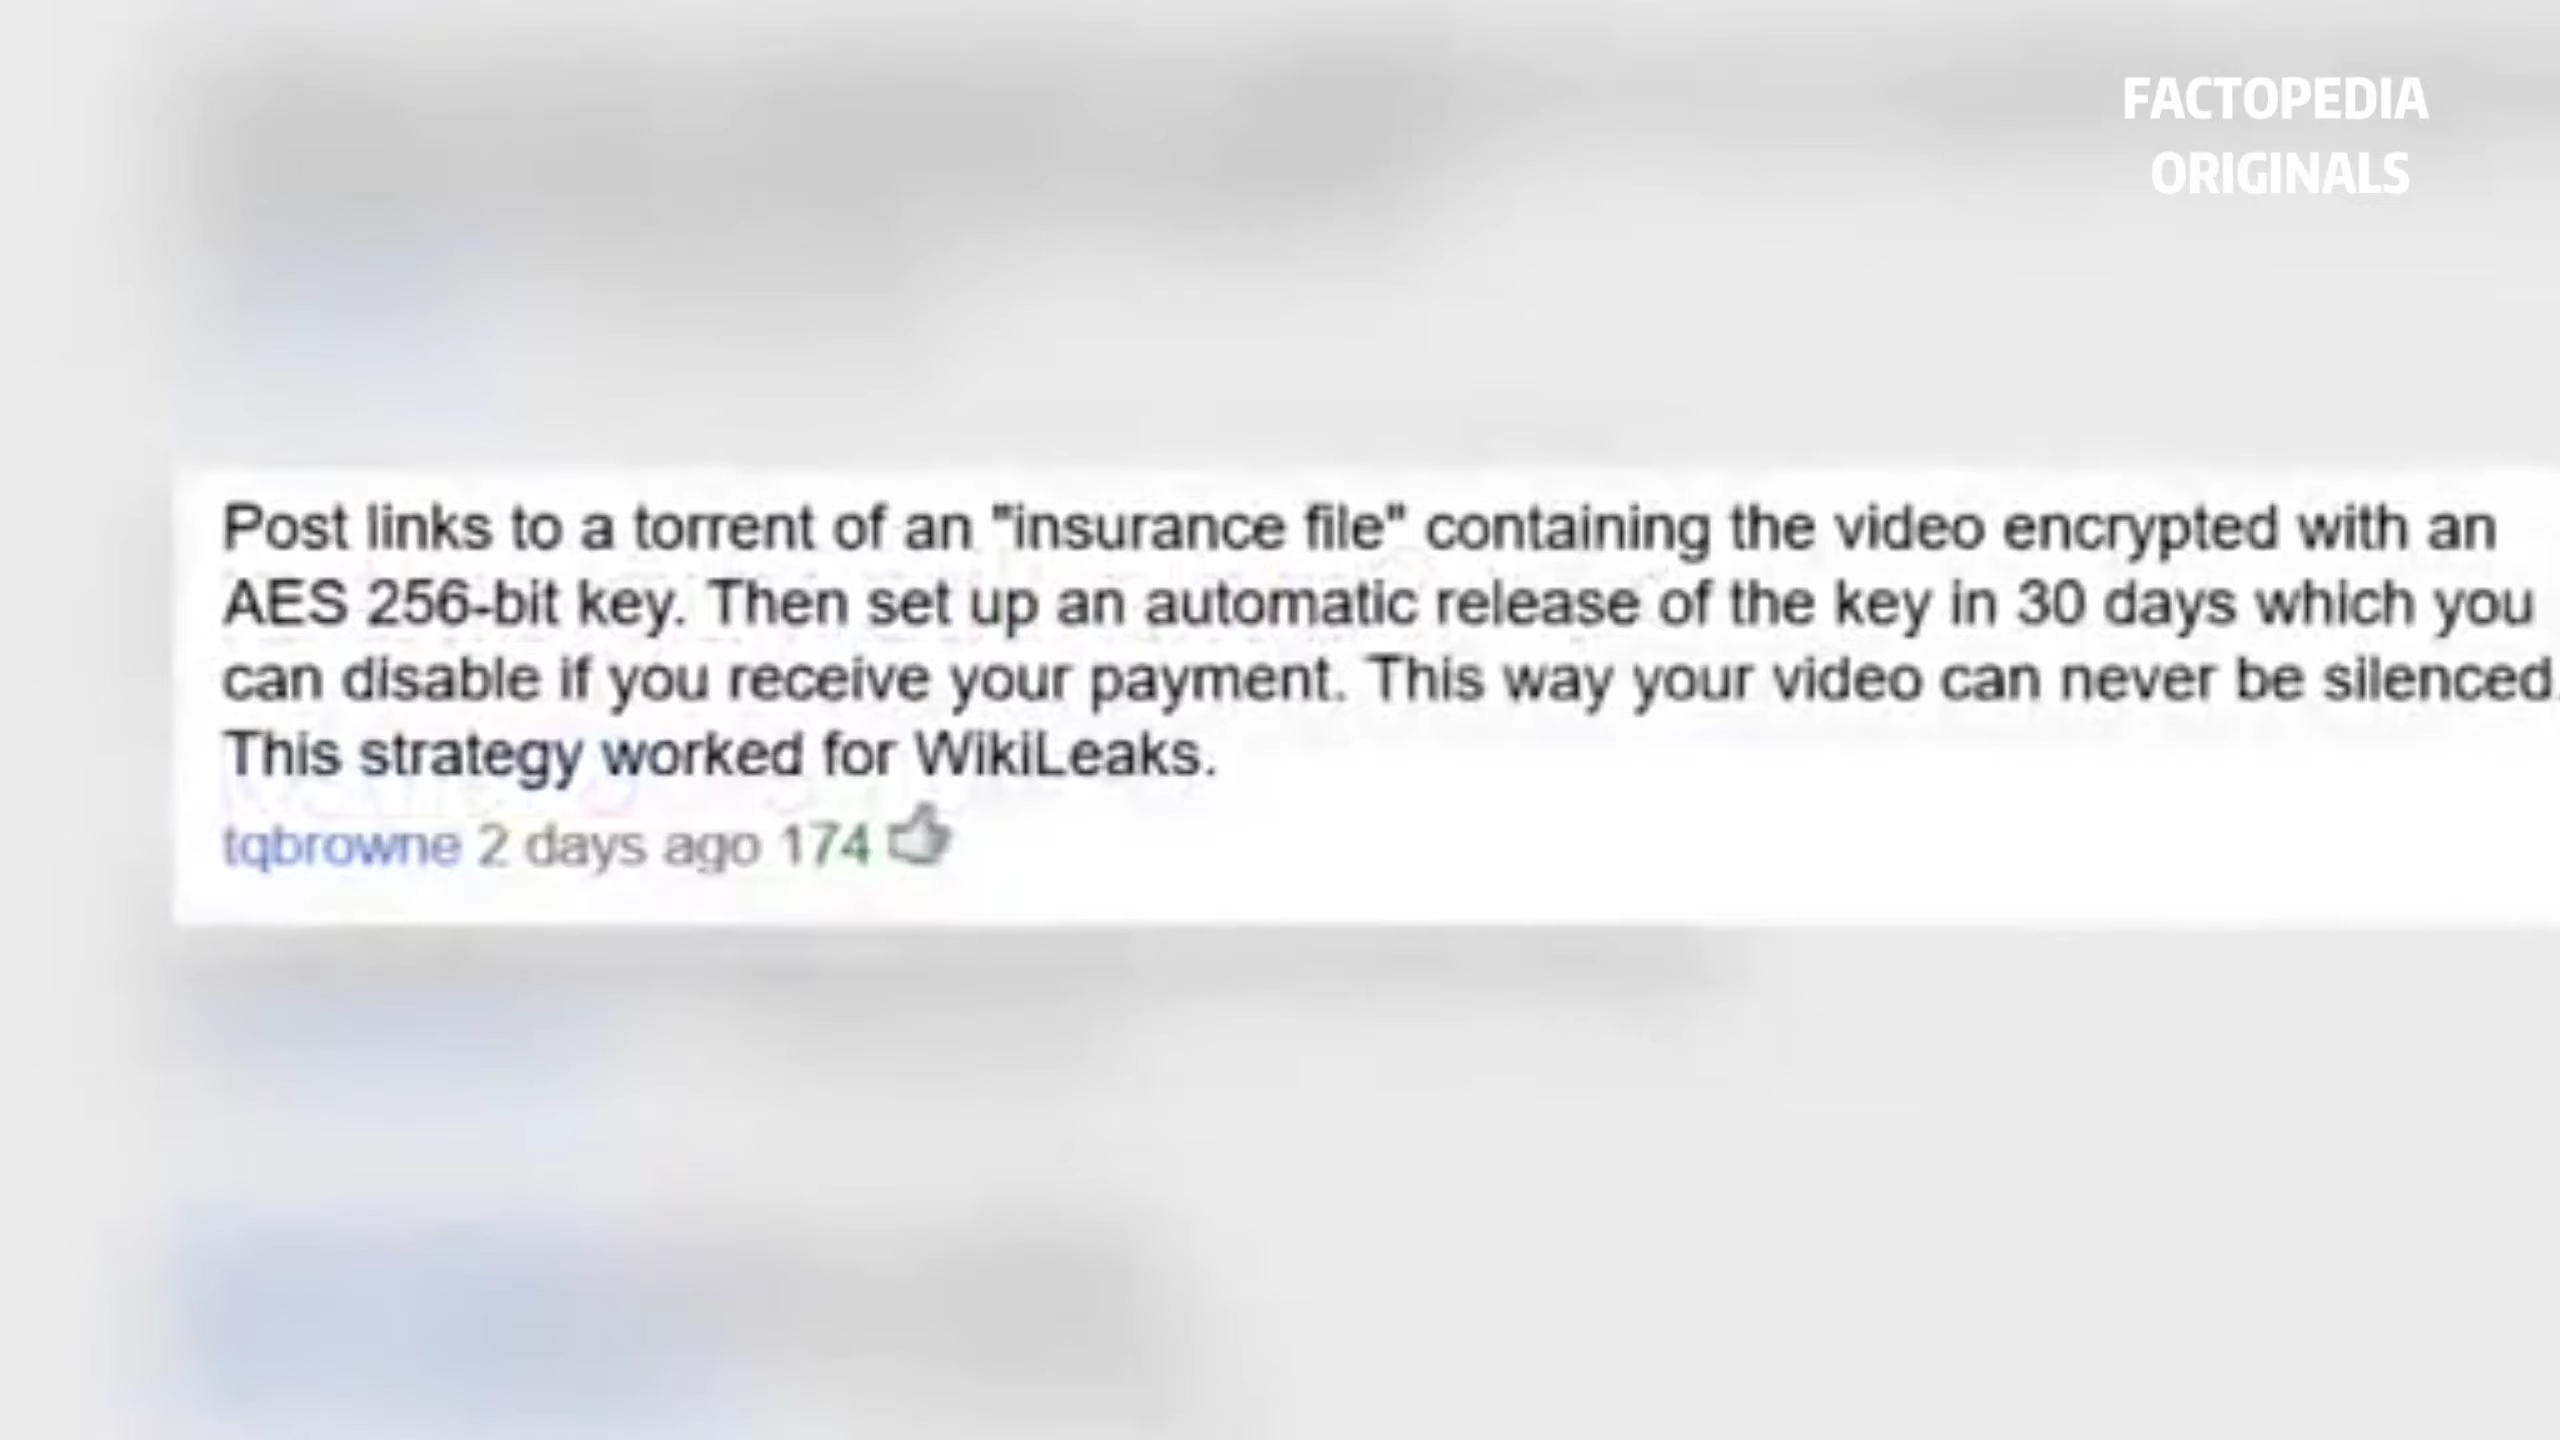 FACTOPEDIA
ORIGINALS
Post links to a torrent of an "insurance file" containing the video encrypted with an
AES 256-bit key. Then set up an automatic release of the key in 30 days which you
can disable if you receive your payment. This way your video can never be silenced.
This strategy worked for WikiLeaks.
tqbrowne 2 days ago 174